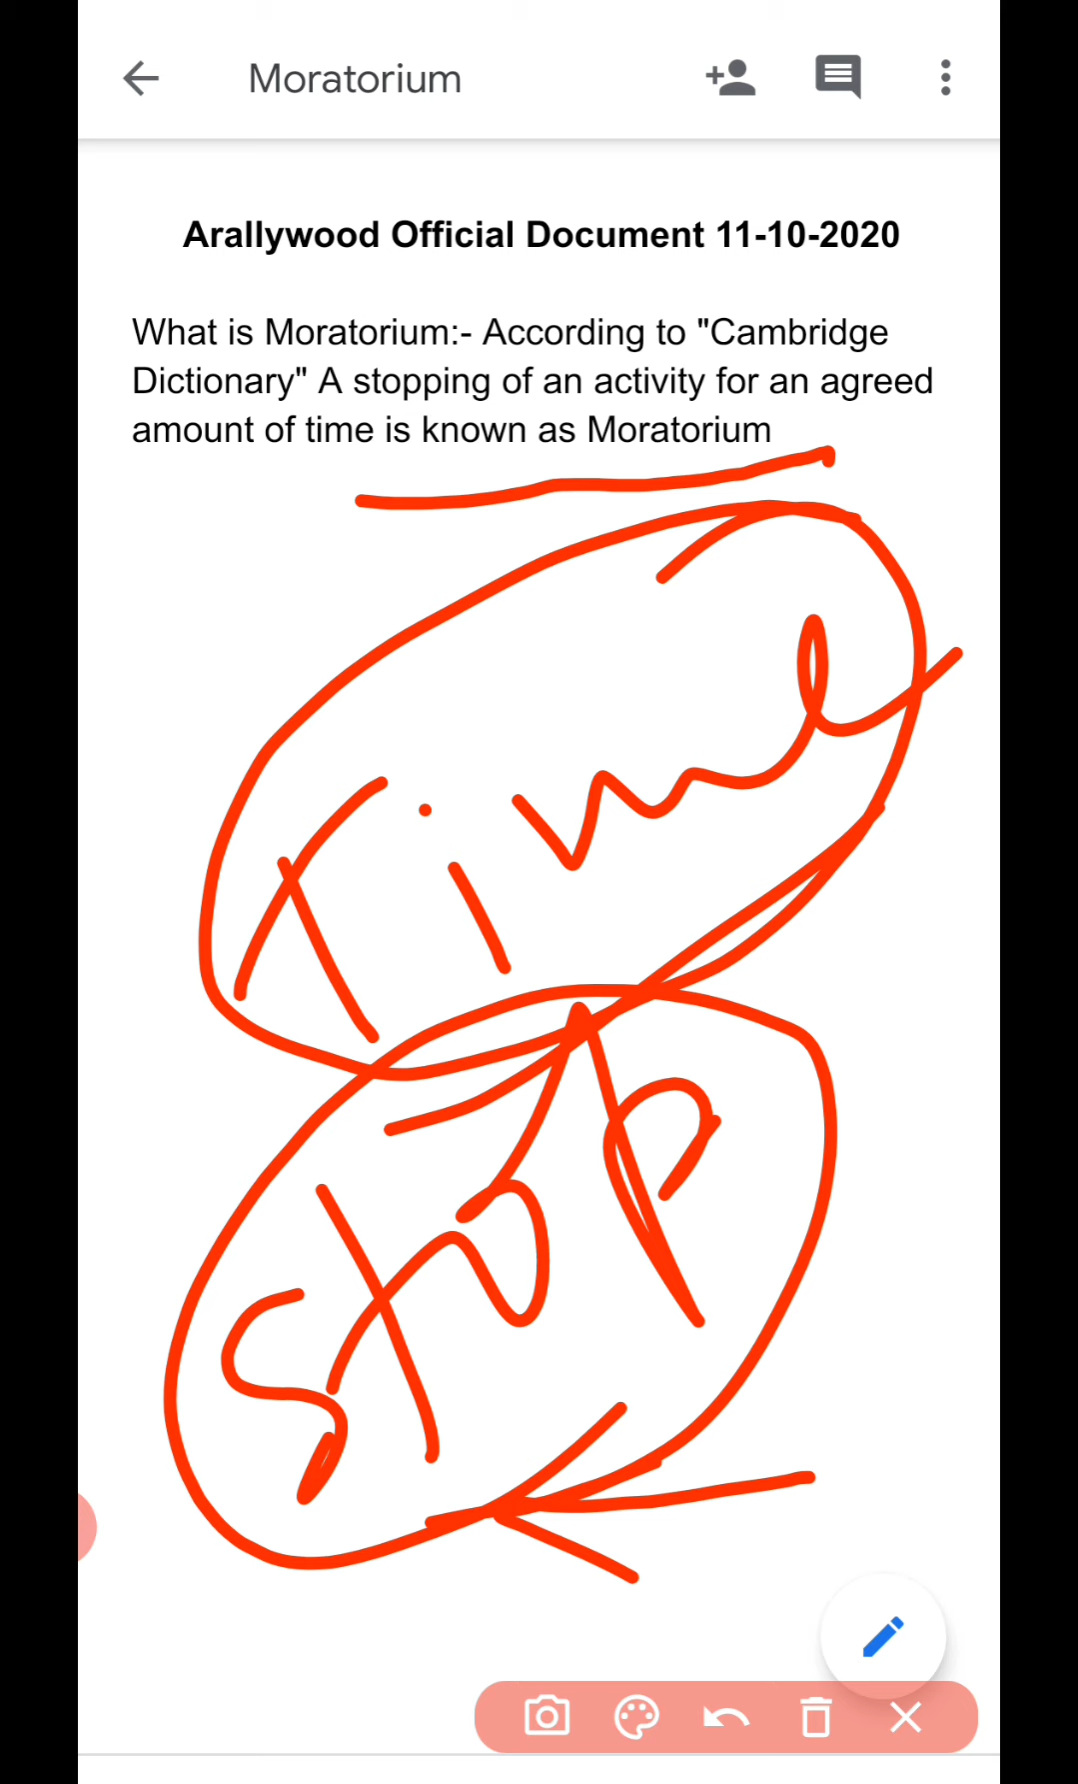 Moratorium
Arallywood Official Document 11-10-2020
What is Moratorium:- According to "Cambridge
Dictionary" A stopping of an activity for an agreed
amount of time is known as Moratorium
Time
Stop